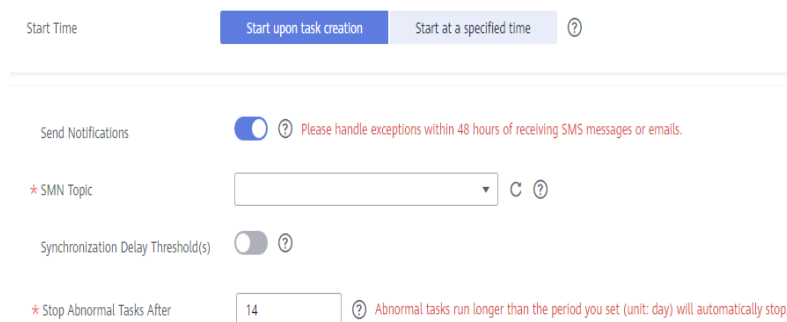 Start Time Start upon task creation Start at a specified time ?
Send Notifications ? Please handle exceptions within 48 hours of receiving SMS messages or emails.
* SMN Topic ?
Synchronization Delay Threshold(s) ?
* Stop Abnormal Tasks After 14 ? Abnormal tasks run longer than the period you set (unit: day) will automatically stop.